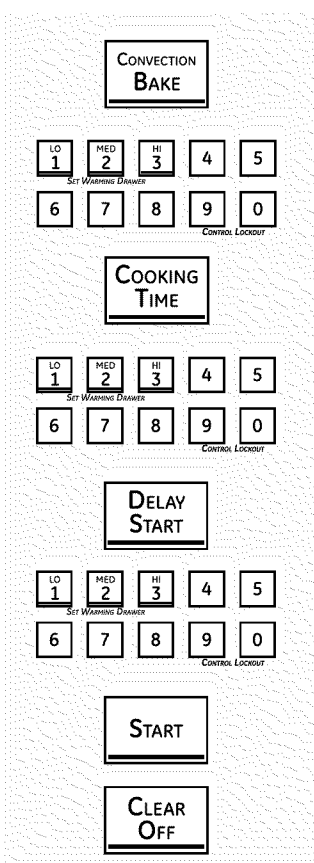 CONVECTION
BAKE
LO MED HI
1 2 3 4 5
SET WARMING DRAWER
6 7 8 9 0
CONTROL LOCKOUT
COOKING
TIME
LO MED HI
1 2 3 4 5
SET WARMING DRAWER
6 7 8 9 0
CONTROL LOCKOUT
DELAY
START
LO MED HI
1 2 3 4 5
SET WARMING DRAWER
6 7 8 9 0
CONTROL LOCKOUT
START
CLEAR
OFF